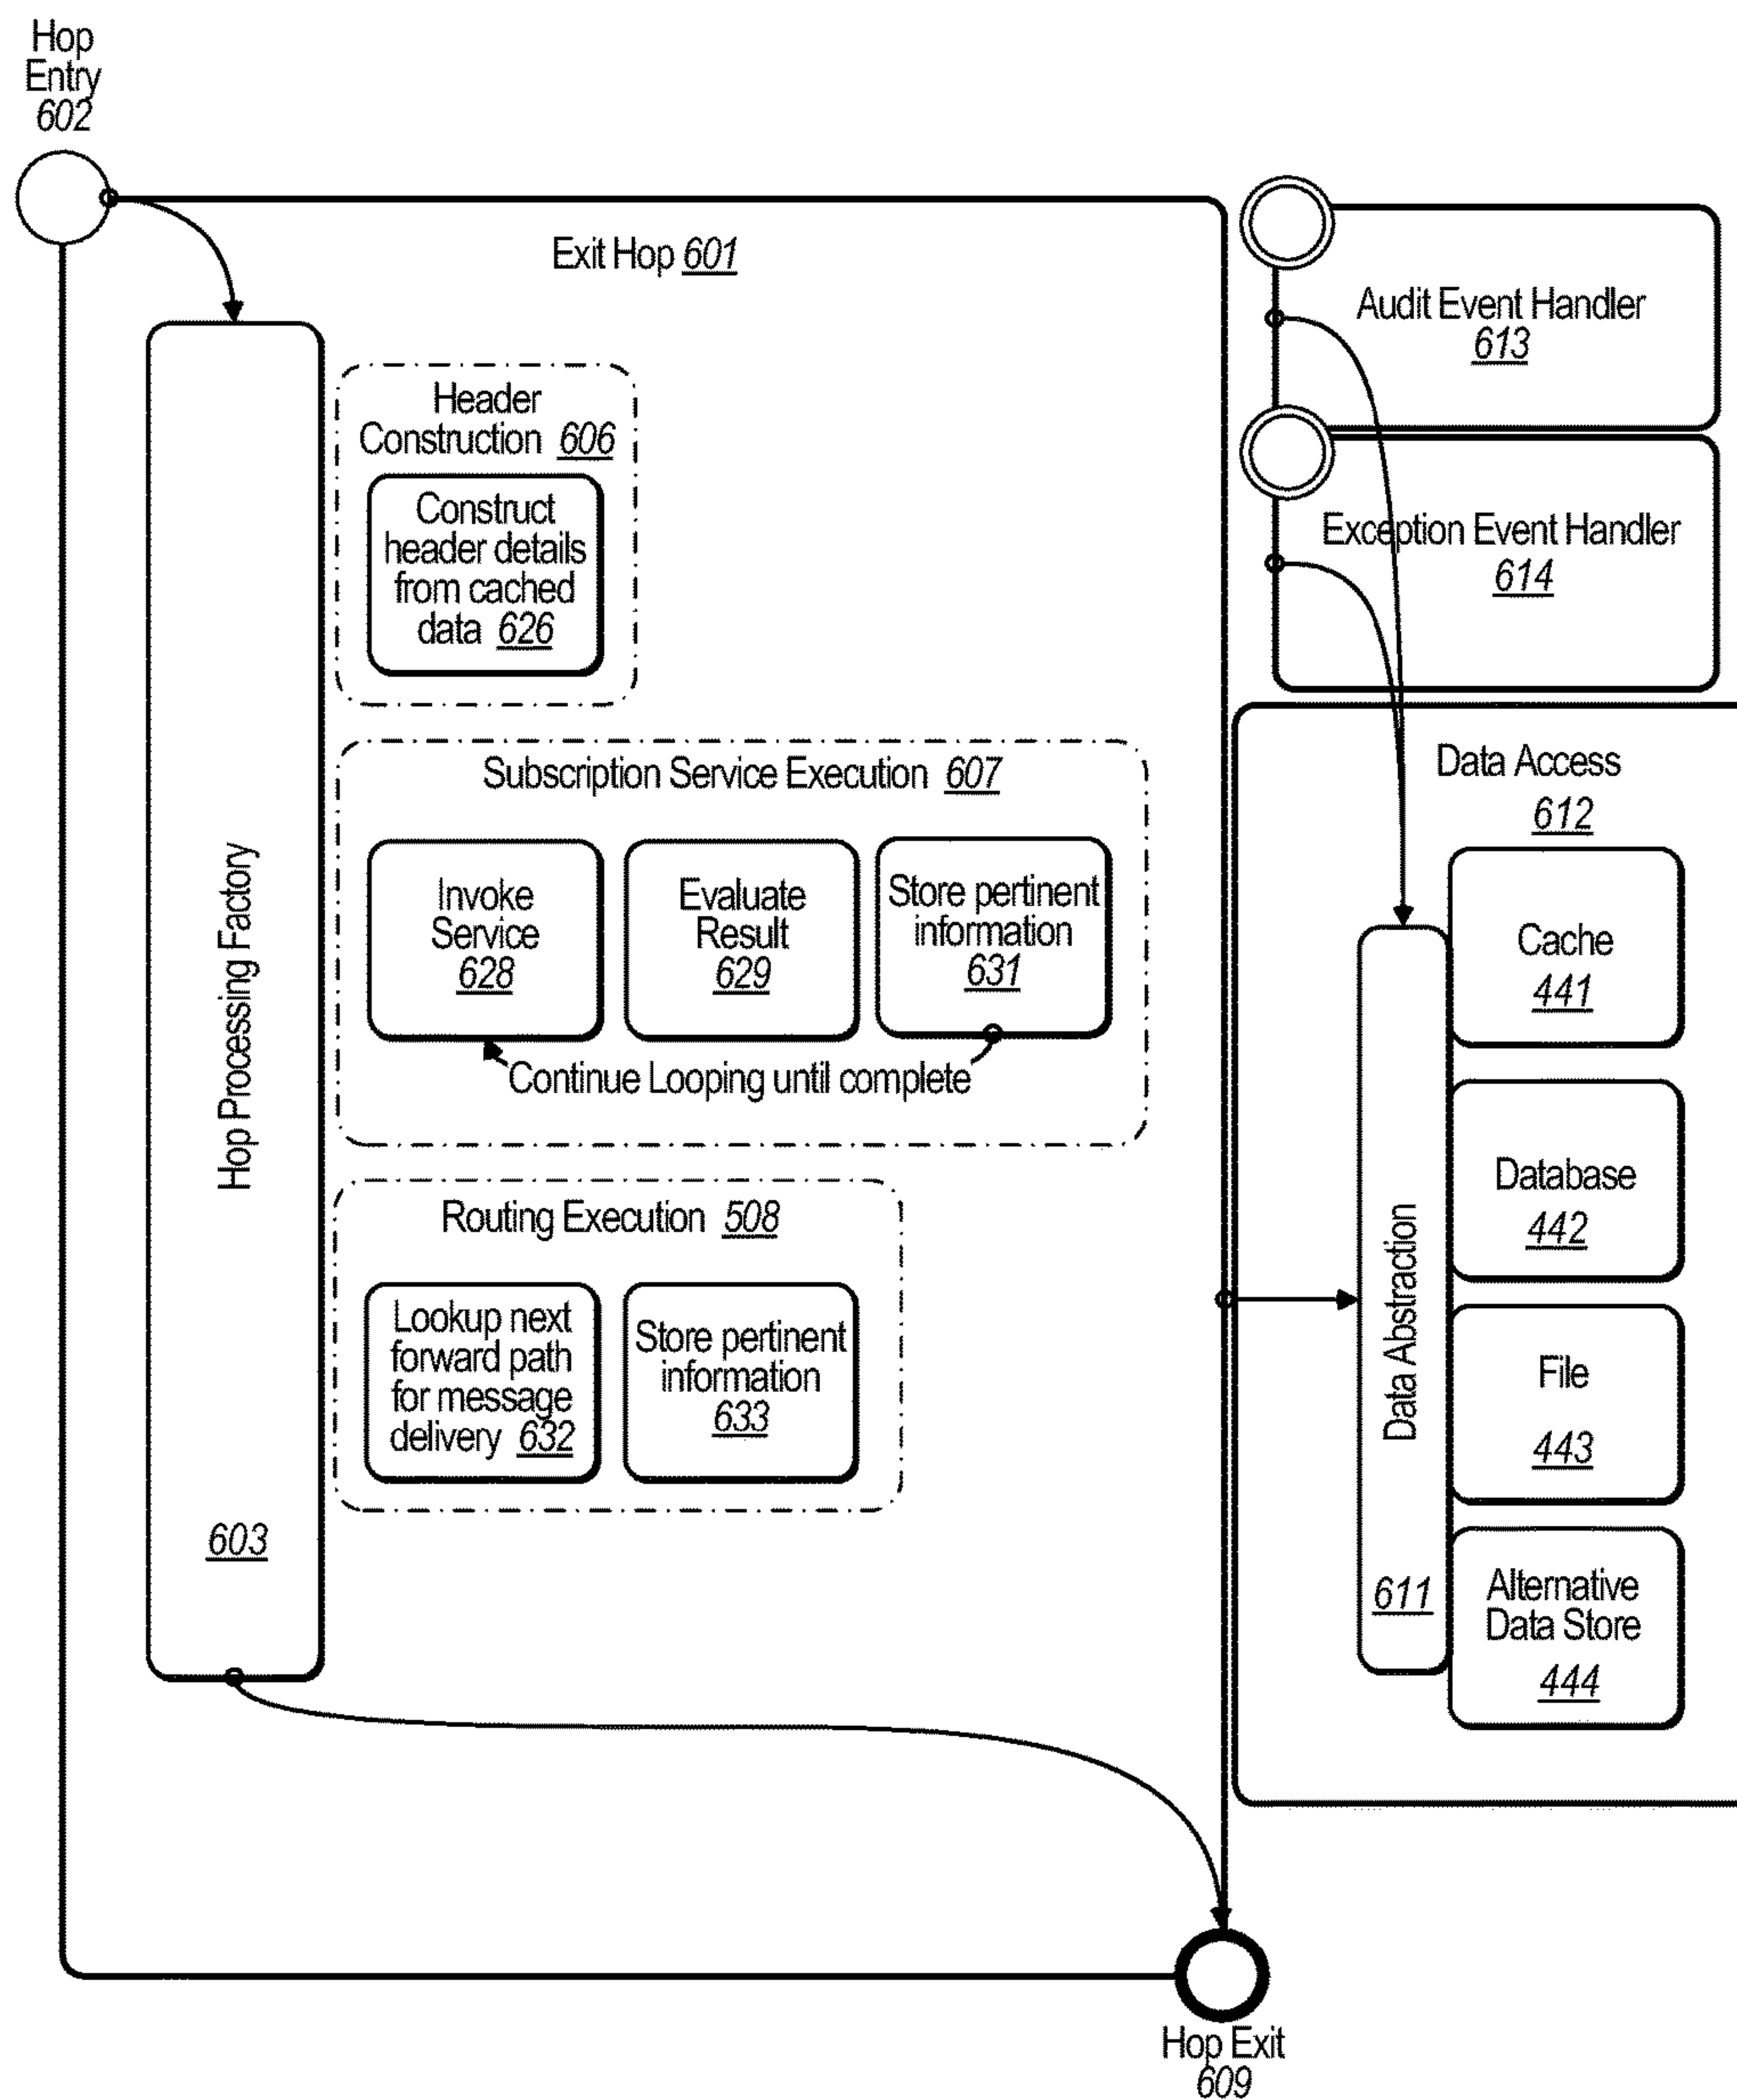 Hop
Entry
602
Exit Hop 601
Header
Construction 606
Construct
header details
from cached
data 626
Subscription Service Execution 607
Invoke
Service
628
Evaluate
Result
629
Store pertinent
information
631
Continue Looping until complete
Routing Execution 508
Lookup next
forward path
for message
delivery 632
Store pertinent
information
633
Hop Processing Factory
603
Audit Event Handler
613
Exception Event Handler
614
Data Access
612
Cache
441
Database
442
File
443
Alternative
Data Store
444
Data Abstraction
611
Hop Exit
609